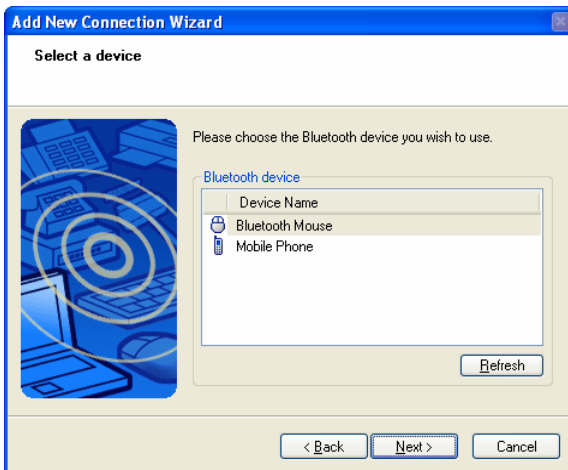 Add New Connection Wizard
Select a device
Please choose the Bluetooth device you wish to use.
Bluetooth device
Device Name
Bluetooth Mouse
Mobile Phone
Refresh
< Back Next > Cancel